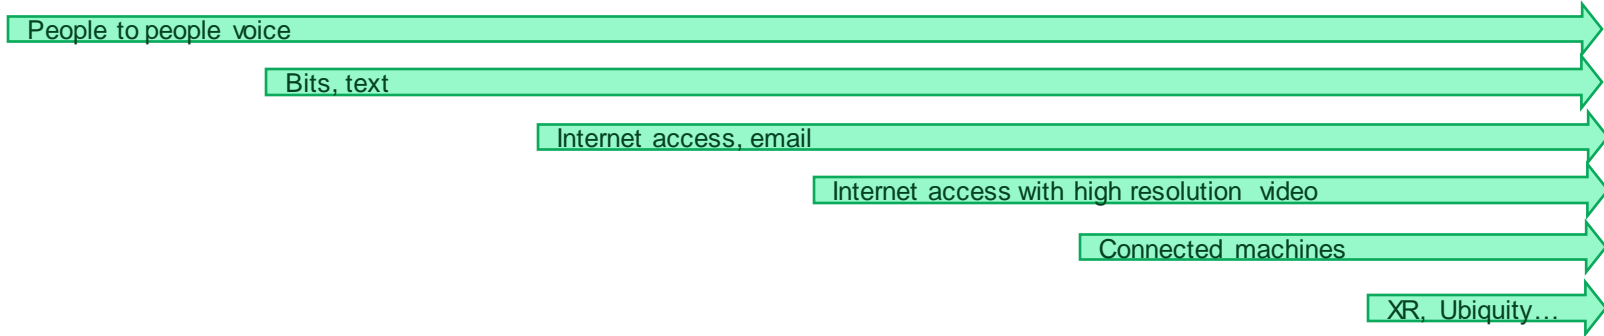 People to people voice
Bits, text
Internet access, email
Internet access with high resolution video
Connected machines
XR, Ubiquity…